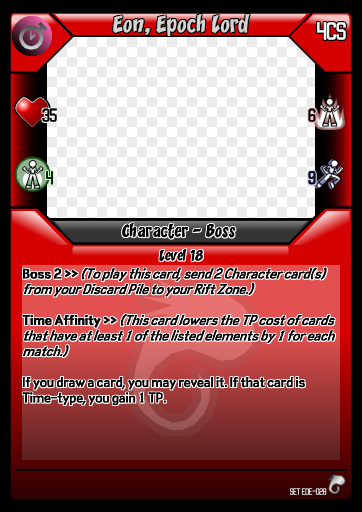 Eon, Epoch Lord
4CS
35
6
4
9
Character - Boss
Level 18
Boss 2 >> (To play this card, send 2 Character card(s)
from your Discard Pile to your Rift Zone.)
Time Affinity >> (This card lowers the TP cost of cards
that have at least 1 of the listed elements by 1 for each
match.)
If you draw a card, you may reveal it. If that card is
Time-type, you gain 1 TP.
SET EOE-028